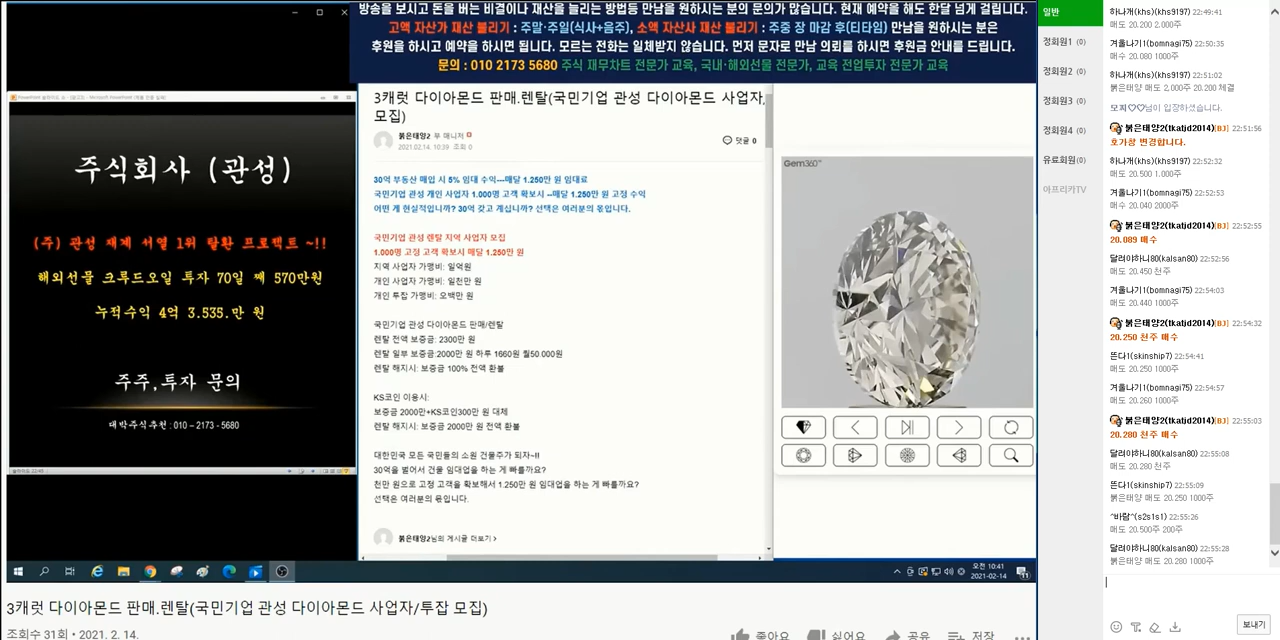 방송을 보시고 돈을 버는 비결이나 재산을 늘리는 방법등 만남을 원하시는 분의 문의가 많습니다. 현재 예약을 해도 한달 넘게 걸립니다.
고액 자산가 재산 불리기 : 주말·주일(식사+음주), 소액 자산사 재산 불리기 : 주중 장 마감 후(티타임) 만남을 원하시는 분은
후원을 하시고 예약을 하시면 됩니다. 모르는 전화는 일체받지 않습니다. 먼저 문자로 만남 의뢰를 하시면 후원금 안내를 드립니다.
문의 : 010 2173 5680 주식 재무차트 전문가 교육, 국내·해외선물 전문가, 교육 전업투자 전문가 교육
주식회사 (관성)
(주) 관성 재계 서열 1위 탈환 프로젝트 ~!!
해외선물 크루드오일 투자 70일 째 570만원
누적수익 4억 3.535.만 원
주주,투자 문의
대박주식추천 : 010 – 2173 - 5680
3캐럿 다이아몬드 판매.렌탈(국민기업 관성 다이아몬드 사업자,
모집)
붉은태양2 부 매니저
2021.02.14. 10:39 조회 0
댓글 0
30억 부동산 매입 시 5% 임대 수익---매달 1.250만 원 임대료
국민기업 관성 개인 사업자 1.000명 고객 확보시 --매달 1.250만 원 고정 수익
어떤 게 현실적입니까? 30억 갖고 계십니까? 선택은 여러분의 몫입니다.
국민기업 관성 렌탈 지역 사업자 모집
1.000명 고정 고객 확보시 매달 1.250만 원
지역 사업자 가맹비: 일억원
개인 사업자 가맹비: 일천만 원
개인 투잡 가맹비: 오백만 원
국민기업 관성 다이아몬드 판매/렌탈
렌탈 전액 보증금: 2300만 원
렌탈 일부 보증금:2000만 원 하루 1660원 월50.000원
렌탈 해지시: 보증금 100% 전액 환불
KS코인 이용시:
보증금 2000만+KS코인300만 원 대체
렌탈 해지시: 보증금 2000만 원 전액 환불
대한민국 모든 국민들의 소원 건물주가 되자~!!
30억을 벌어서 건물 임대업을 하는 게 빠를까요?
천만 원으로 고정 고객을 확보해서 1.250만 원 임대업을 하는 게 빠를까요?
선택은 여러분의 몫입니다.
붉은태양2님의 게시글 더보기 >
Gem360
오전 10:41
2021-02-14
3캐럿 다이아몬드 판매.렌탈(국민기업 관성 다이아몬드 사업자/투잡 모집)
조회수 31회 • 2021. 2. 14.
좋아요 싫어요 공유 저장
일반
정회원1 (0)
정회원2 (0)
정회원3 (0)
정회원4 (0)
유료회원(0)
아프리카TV
하나개(khs)(khs9197) 22:49:41
매도 20.200 2.000주
겨울나기1(bomnagi75) 22:50:35
매수 20.080 1000주
하나개(khs)(khs9197) 22:51:02
붉은태양 매도 2,000주 20.200 체결
모찌♡♡님이 입장하셨습니다.
붉은태양2(tkatjd2014)[BJ] 22:51:56
호가창 변경합니다.
하나개(khs)(khs9197) 22:52:32
매도 20.500 1.000주
겨울나기1(bomnagi75) 22:52:53
매수 20.040 2000주
붉은태양2(tkatjd2014)[BJ] 22:52:55
20.089 매수
달려야하니80(kalsan80) 22:52:56
매도 20.450 천주
겨울나기1(bomnagi75) 22:54:03
매도 20.440 1000주
붉은태양2(tkatjd2014)[BJ] 22:54:32
20.250 천주 매수
뜬다1(skinship7) 22:54:41
매도 20.250 1000주
겨울나기1(bomnagi75) 22:54:57
매도 20.260 1000주
붉은태양2(tkatjd2014)[BJ] 22:55:03
20.280 천주 매수
달려야하니80(kalsan80) 22:55:08
매도 20.280 천주
뜬다1(skinship7) 22:55:09
붉은태양 매도 20.250 1000주
^바람^(s2s1s1) 22:55:26
매도 20.500주 200주
달려야하니80(kalsan80) 22:55:28
매도 20.280 1000주
보내기